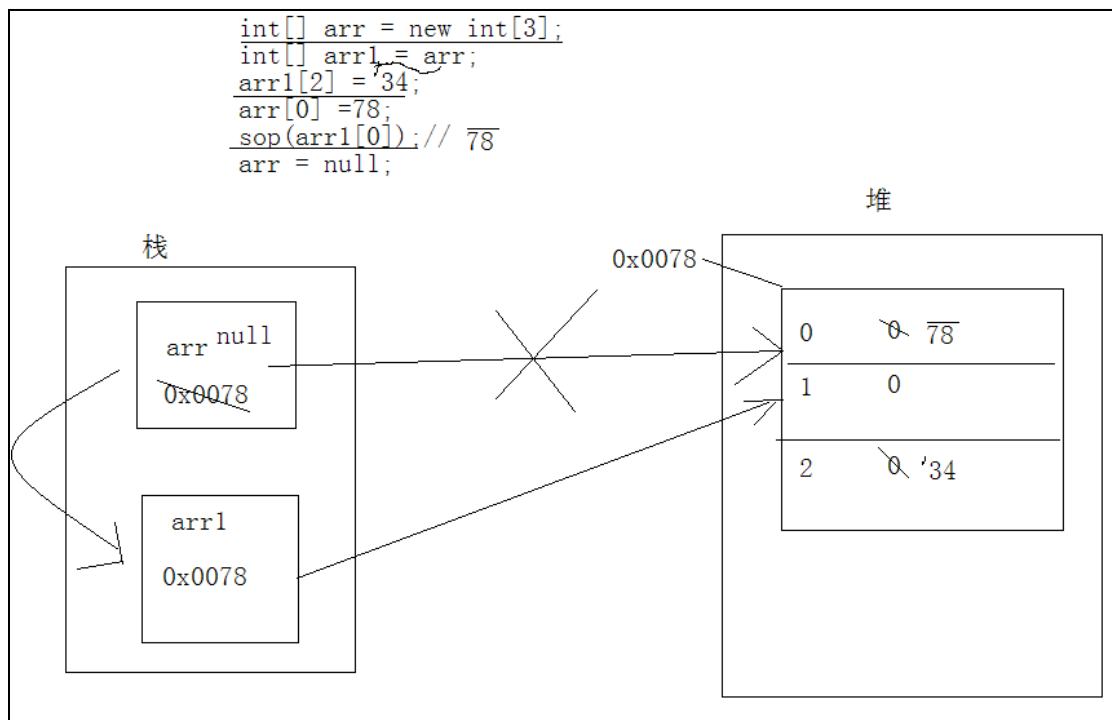 int[] arr = new int[3];
int[] arr1 = arr;
arr1[2] = '34;
arr[0] =78;
sop(arr1[0]);// 78
arr = null;
堆
栈
0x0078
arr null
0x0078
0 0 78
1 0
2 0 '34
arr1
0x0078